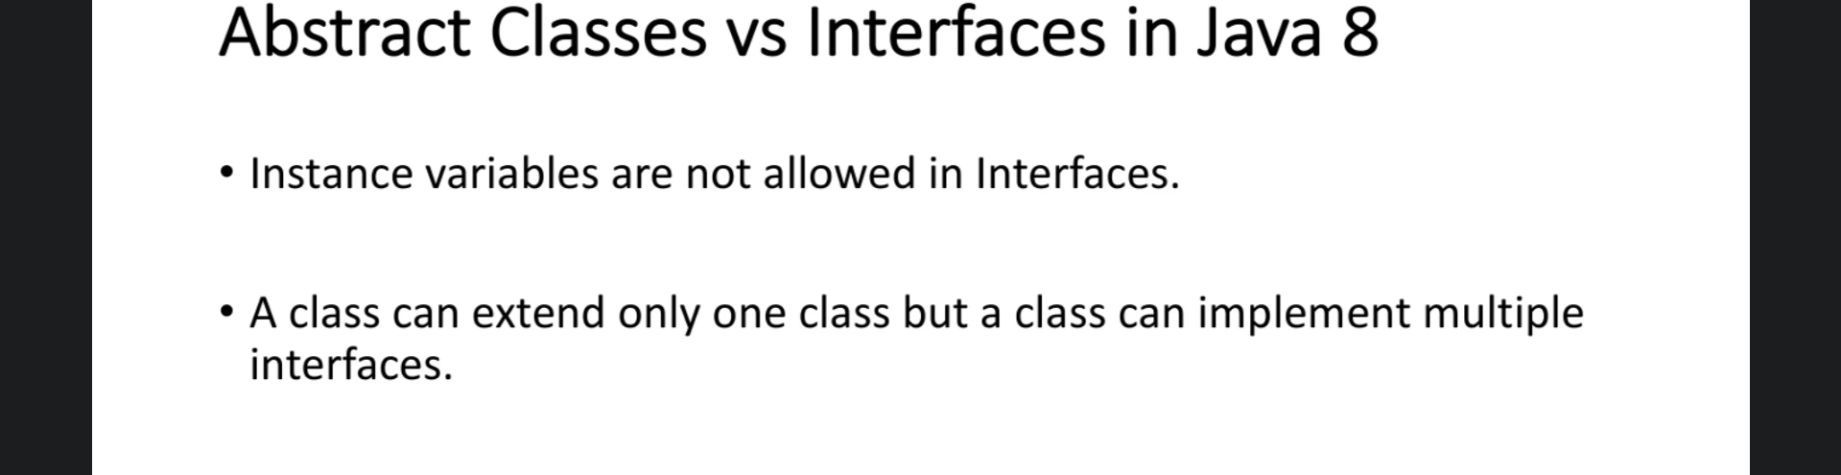 Abstract Classes vs Interfaces in Java 8
• Instance variables are not allowed in Interfaces.
• A class can extend only one class but a class can implement multiple
interfaces.